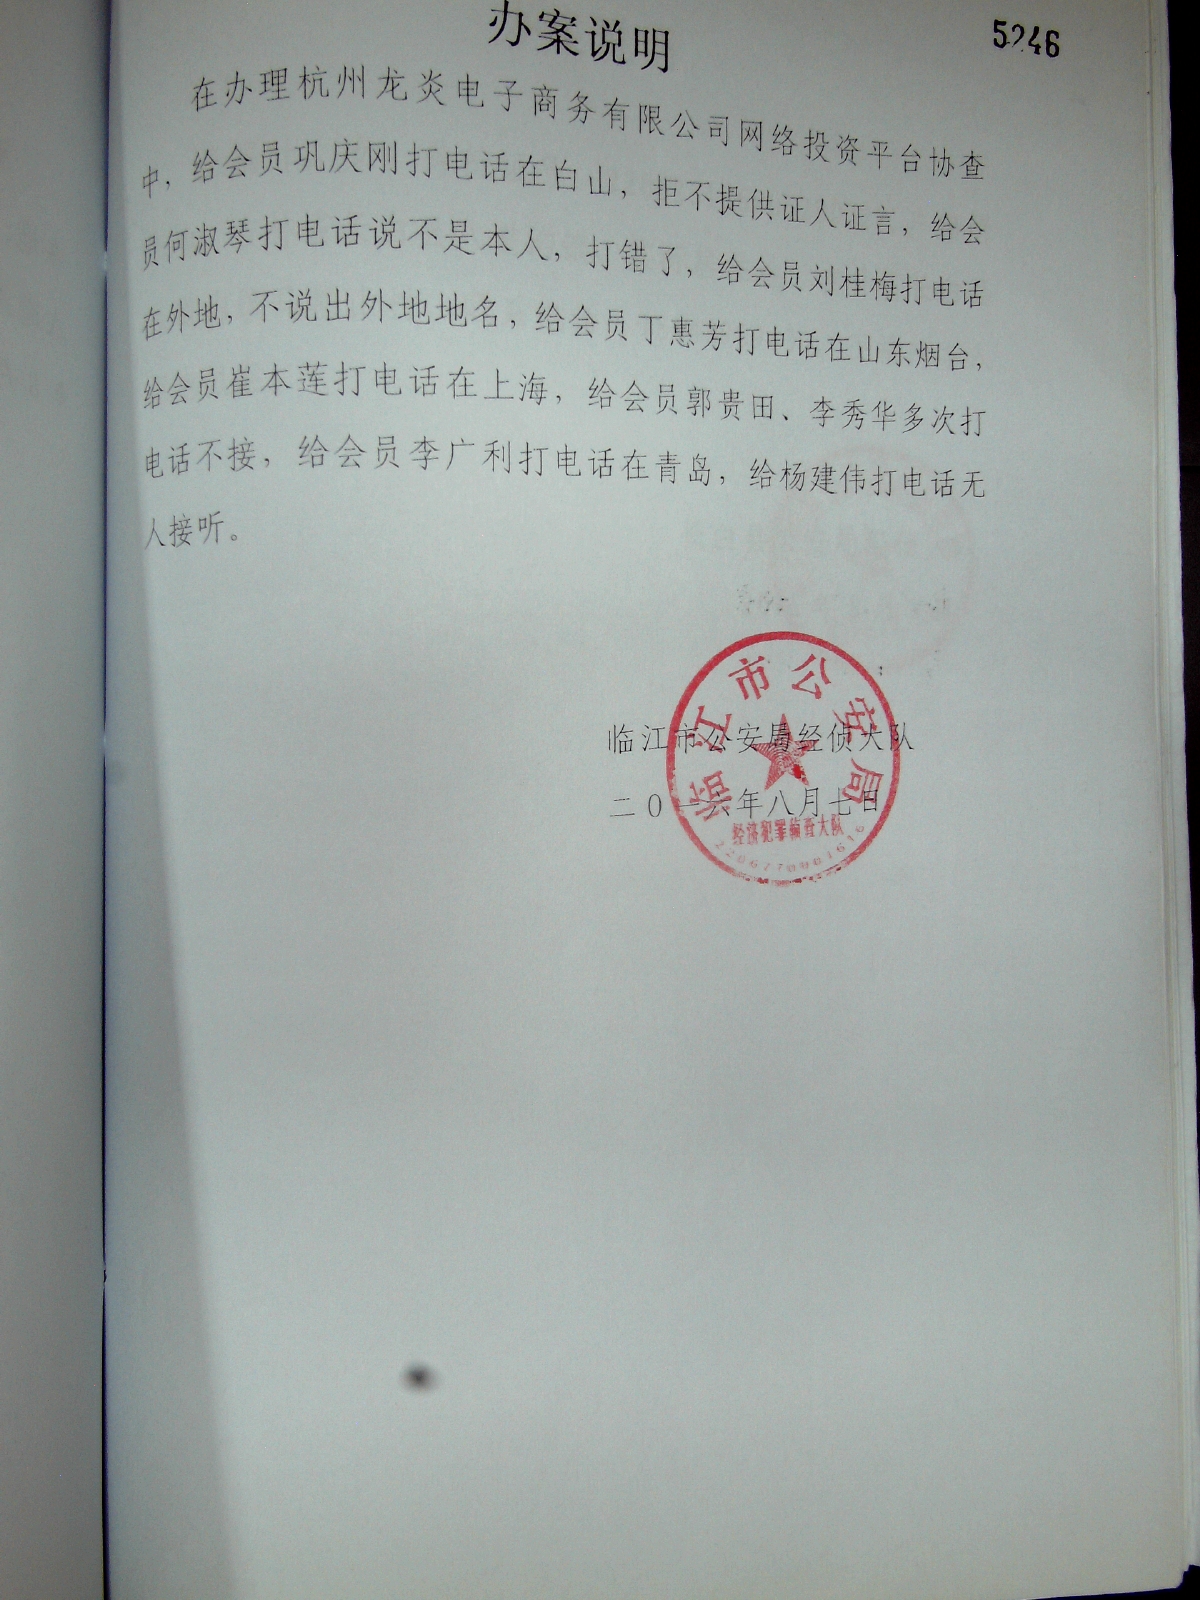 办案说明
5246
在办理杭州龙炎电子商务有限公司网络投资平台协查
中，给会员巩庆刚打电话在白山，拒不提供证人证言，给会
员何淑琴打电话说不是本人，打错了，给会员刘桂梅打电话
在外地，不说出外地地名，给会员丁惠芳打电话在山东烟台，
给会员崔本莲打电话在上海，给会员郭贵田、李秀华多次打
电话不接，给会员李广利打电话在青岛，给杨建伟打电话无
人接听。
临江市公安局经侦大队
二〇一六年八月七日
临江市公安局
经济犯罪侦查大队